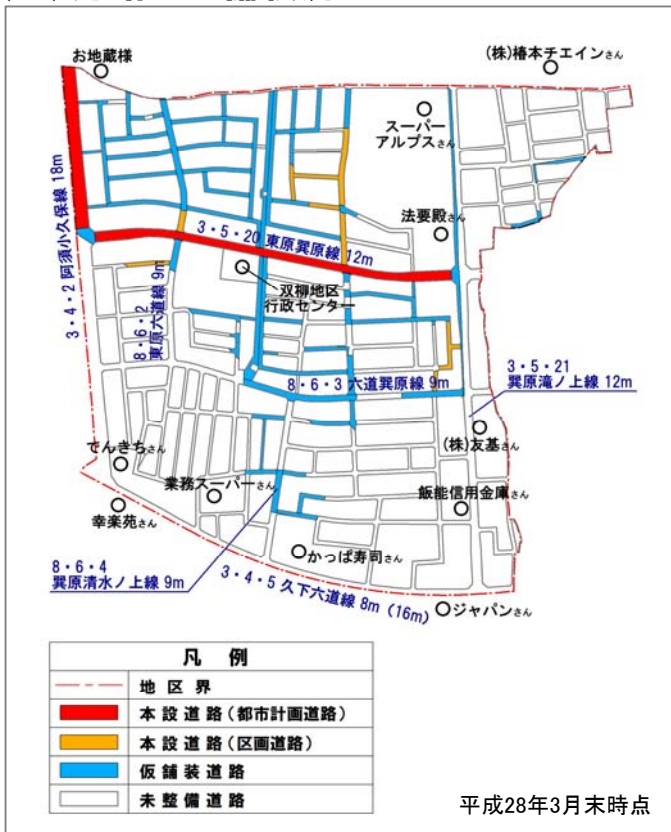 お地蔵様
(株)椿本チエインさん
スーパー
アルプスさん
法要殿さん
3・4・2 阿須小久保線 18m
3・5・20 東原巽原線 12m
双柳地区
行政センター
8・6・2
東原六道線 9m
8・6・3 六道巽原線 9m
3・5・21
巽原滝ノ上線 12m
(株)友基さん
でんきちさん
業務スーパーさん
飯能信用金庫さん
幸楽苑さん
かっぱ寿司さん
8・6・4
巽原清水ノ上線 9m
3・4・5 久下六道線 8m (16m)
ジャパンさん
凡 例
地区界
本設道路(都市計画道路)
本設道路(区画道路)
仮舗装道路
未整備道路
平成28年3月末時点